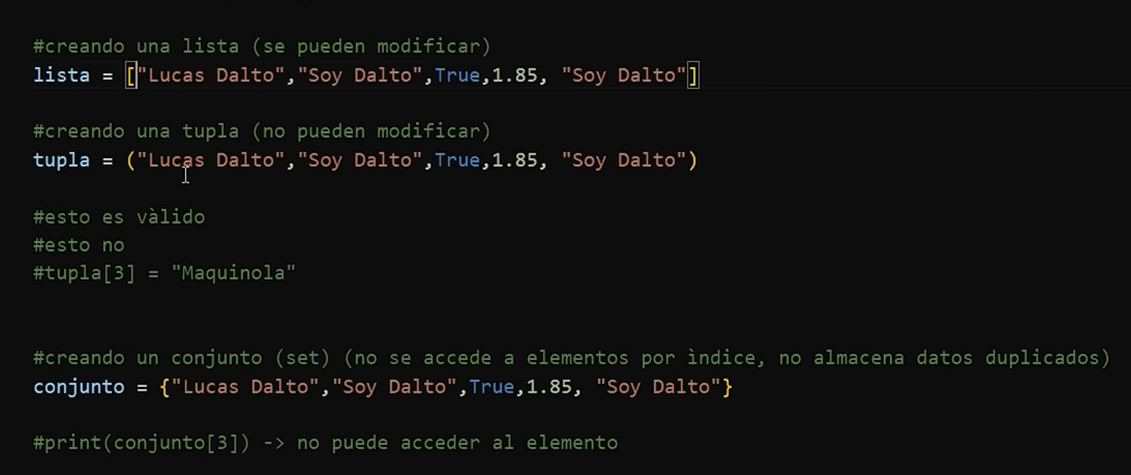 #creando una lista (se pueden modificar)
lista = ["Lucas Dalto","Soy Dalto",True,1.85, "Soy Dalto"]
#creando una tupla (no pueden modificar)
tupla = ("Lucas Dalto","Soy Dalto",True,1.85, "Soy Dalto")
#esto es vàlido
#esto no
#tupla[3] = "Maquinola"
#creando un conjunto (set) (no se accede a elementos por ìndice, no almacena datos duplicados)
conjunto = {"Lucas Dalto","Soy Dalto",True,1.85, "Soy Dalto"}
#print(conjunto[3]) -> no puede acceder al elemento